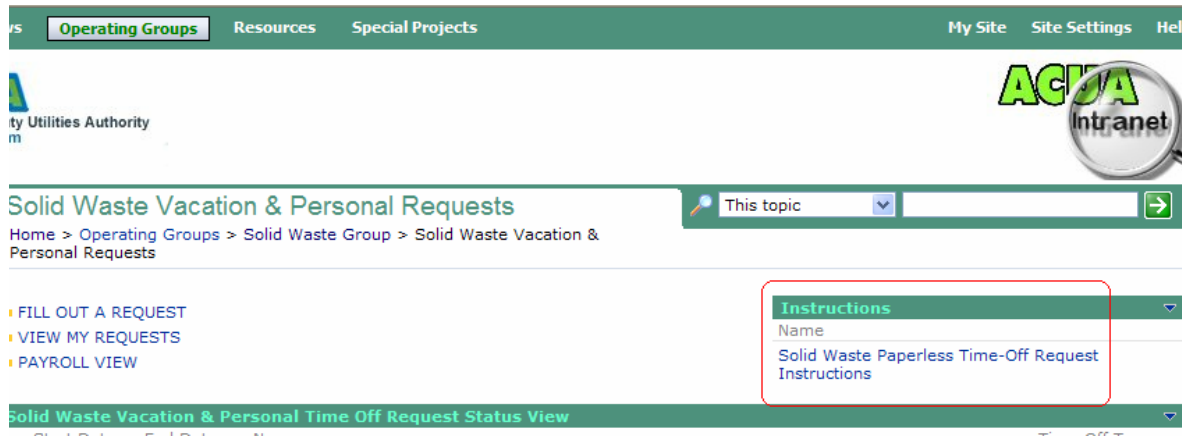 Operating Groups Resources Special Projects My Site Site Settings
ACUA
Intranet
Utilities Authority
Solid Waste Vacation & Personal Requests
This topic
Home > Operating Groups > Solid Waste Group > Solid Waste Vacation &
Personal Requests
FILL OUT A REQUEST
VIEW MY REQUESTS
PAYROLL VIEW
Instructions
Name
Solid Waste Paperless Time-Off Request
Instructions
Solid Waste Vacation & Personal Time Off Request Status View